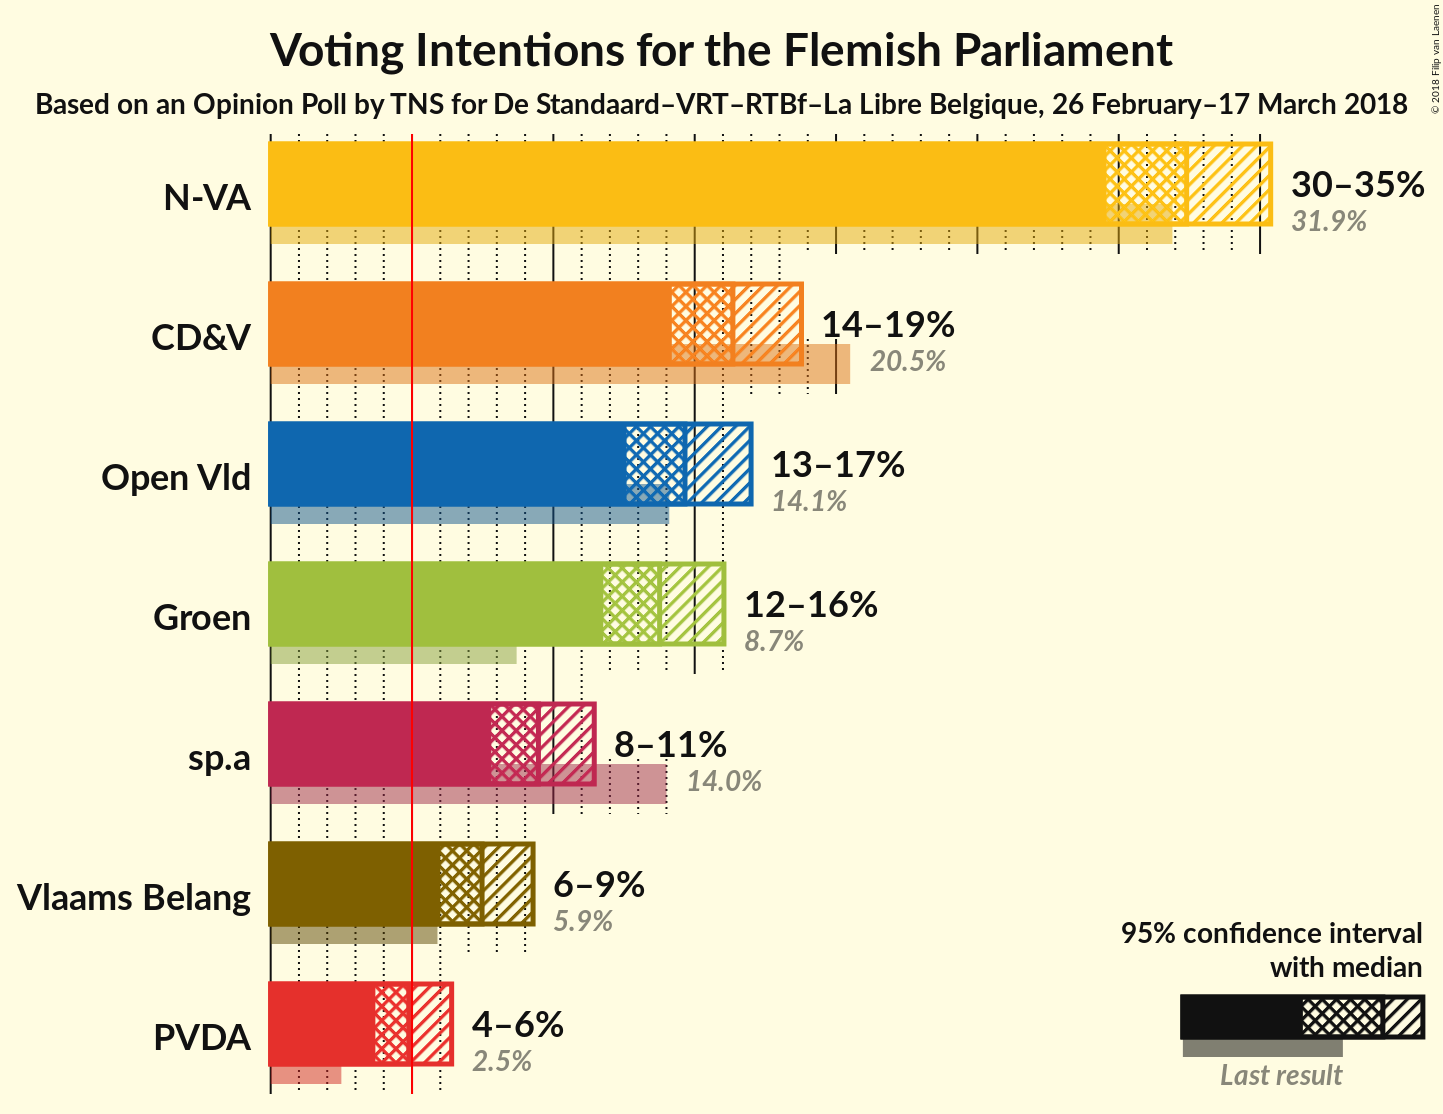 Voting Intentions for the Flemish Parliament
Based on an Opinion Poll by TNS for De Standaard–VRT–RTBf–La Libre Belgique, 26 February–17 March 2018
© 2018 Filip van Laenen
N-VA
30–35%
31.9%
CD&V
14–19%
20.5%
Open Vld
13–17%
14.1%
Groen
12–16%
8.7%
sp.a
8–11%
14.0%
Vlaams Belang
6–9%
5.9%
PVDA
4–6%
2.5%
95% confidence interval
with median
Last result